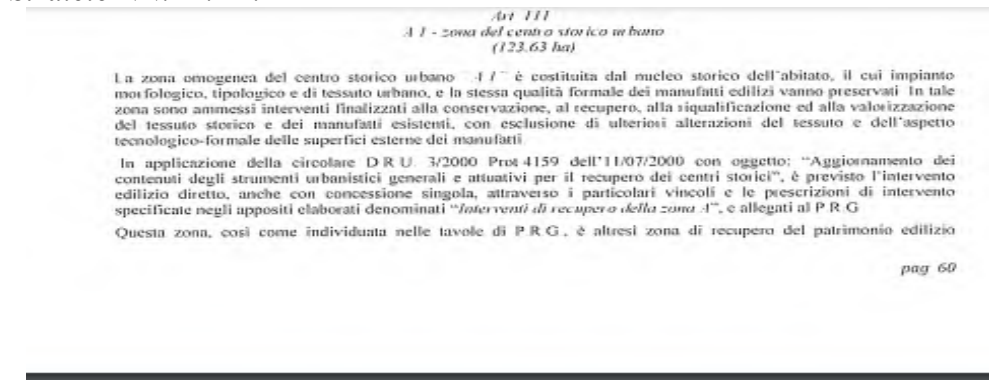 Art III
A 1 - zona del centro storico urbano
(123.63 ha)
La zona omogenea del centro storico urbano "A 1" è costituita dal nucleo storico dell'abitato, il cui impianto
morfologico, tipologico e di tessuto urbano, e la stessa qualità formale dei manufatti edilizi vanno preservati In tale
zona sono ammessi interventi finalizzati alla conservazione, al recupero, alla riqualificazione ed alla valorizzazione
del tessuto storico e dei manufatti esistenti, con esclusione di ulteriori alterazioni del tessuto e dell'aspetto
tecnologico-formale delle superfici esterne dei manufatti
In applicazione della circolare D R U 3/2000 Prot 4159 dell'11/07/2000 con oggetto: "Aggiornamento dei
contenuti degli strumenti urbanistici generali e attuativi per il recupero dei centri storici", è previsto l'intervento
edilizio diretto, anche con concessione singola, attraverso i particolari vincoli e le prescrizioni di intervento
specificate negli appositi elaborati denominati "Interventi di recupero della zona A", e allegati al P R G
Questa zona, così come individuata nelle tavole di P R G, è altresì zona di recupero del patrimonio edilizio
pag 60